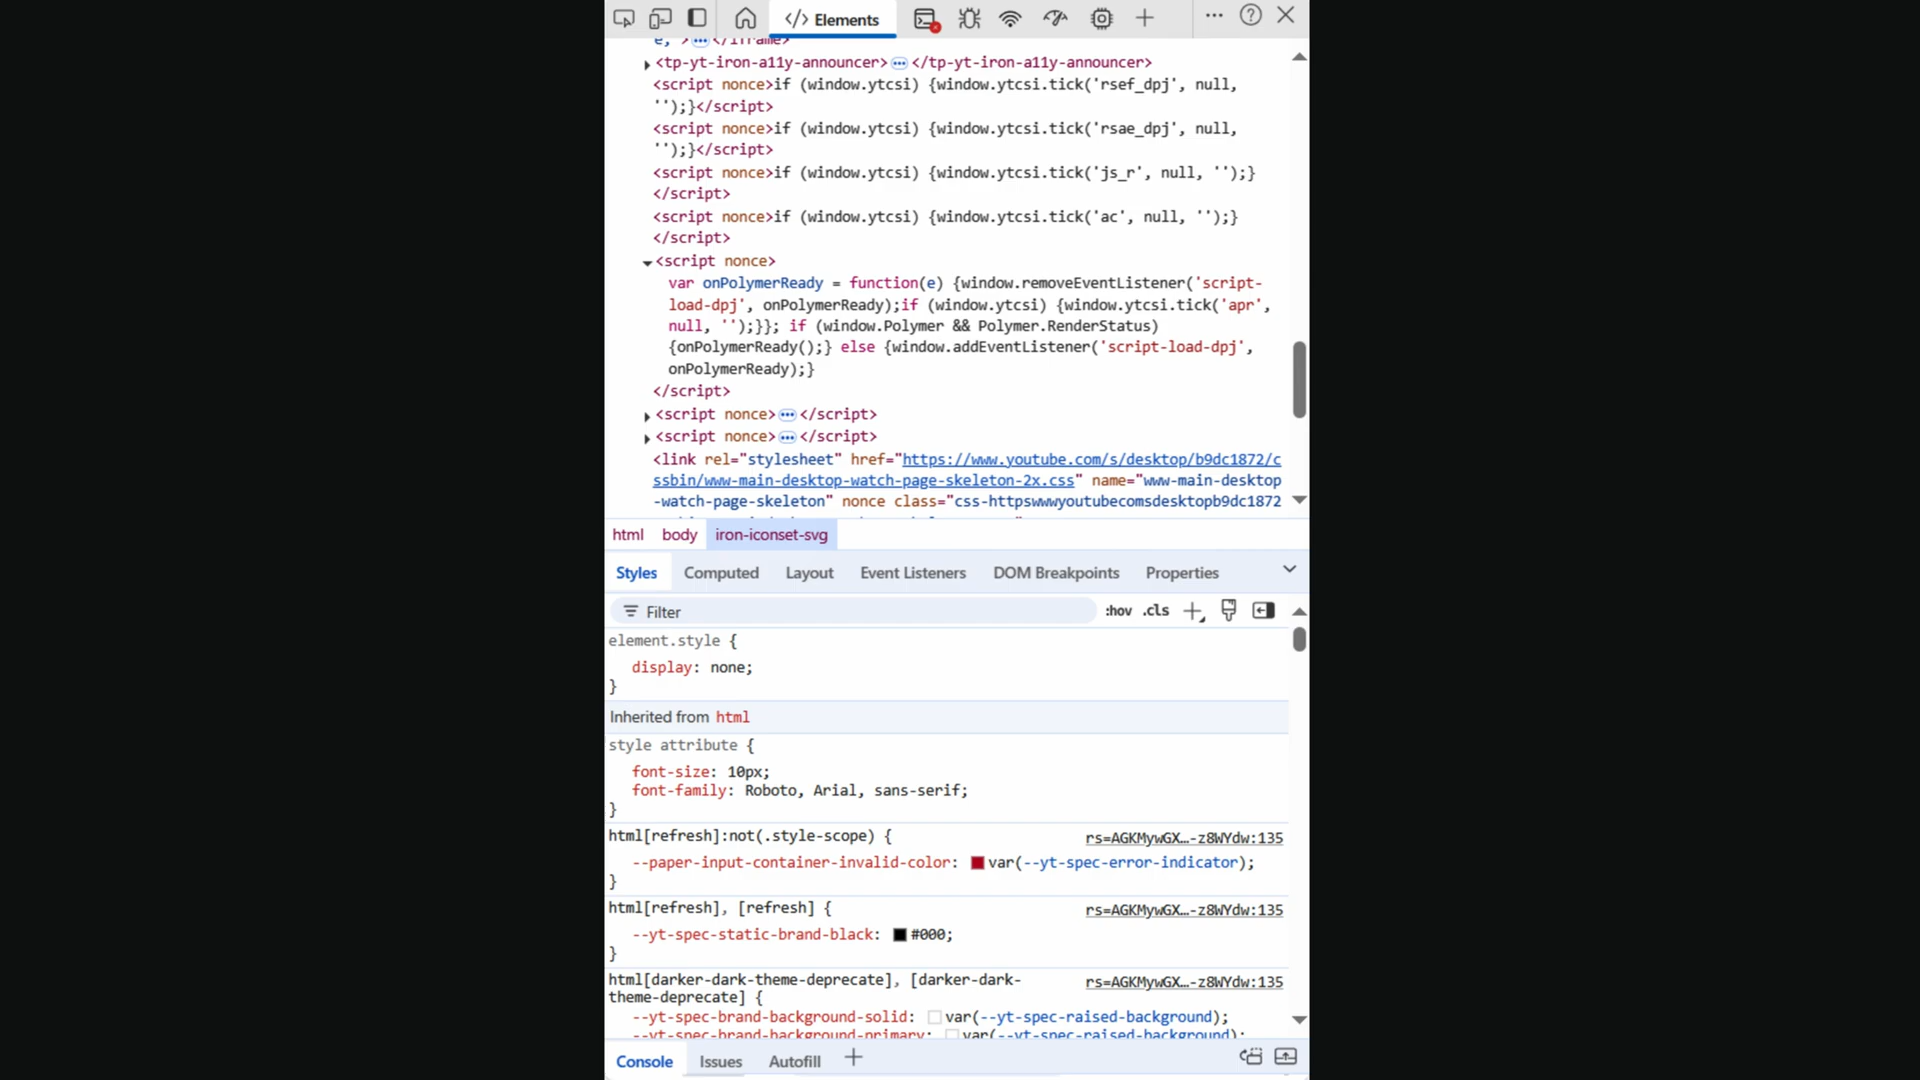 Elements
e, ">…</iframe>
<tp-yt-iron-a11y-announcer>…</tp-yt-iron-a11y-announcer>
<script nonce>if (window.ytcsi) {window.ytcsi.tick('rsef_dpj', null,
'');}</script>
<script nonce>if (window.ytcsi) {window.ytcsi.tick('rsae_dpj', null,
'');}</script>
<script nonce>if (window.ytcsi) {window.ytcsi.tick('js_r', null, '');}
</script>
<script nonce>if (window.ytcsi) {window.ytcsi.tick('ac', null, '');}
</script>
<script nonce>
var onPolymerReady = function(e) {window.removeEventListener('script-
load-dpj', onPolymerReady);if (window.ytcsi) {window.ytcsi.tick('apr',
null, '');}}; if (window.Polymer && Polymer.RenderStatus)
{onPolymerReady();} else {window.addEventListener('script-load-dpj',
onPolymerReady);}
</script>
<script nonce>…</script>
<script nonce>…</script>
<link rel="stylesheet" href="https://www.youtube.com/s/desktop/b9dc1872/c
ssbin/www-main-desktop-watch-page-skeleton-2x.css" name="www-main-desktop
-watch-page-skeleton" nonce class="css-httpswwwyoutubecomsdesktopb9dc1872
html body iron-iconset-svg
Styles Computed Layout Event Listeners DOM Breakpoints Properties
Filter :hov .cls
element.style {
display: none;
}
Inherited from html
style attribute {
font-size: 10px;
font-family: Roboto, Arial, sans-serif;
}
html[refresh]:not(.style-scope) { rs=AGKMywGX…-z8WYdw:135
--paper-input-container-invalid-color: var(--yt-spec-error-indicator);
}
html[refresh], [refresh] { rs=AGKMywGX…-z8WYdw:135
--yt-spec-static-brand-black: #000;
}
html[darker-dark-theme-deprecate], [darker-dark- rs=AGKMywGX…-z8WYdw:135
theme-deprecate] {
--yt-spec-brand-background-solid: var(--yt-spec-raised-background);
--yt-spec-brand-background-primary: var(--yt-spec-raised-background);
Console Issues Autofill